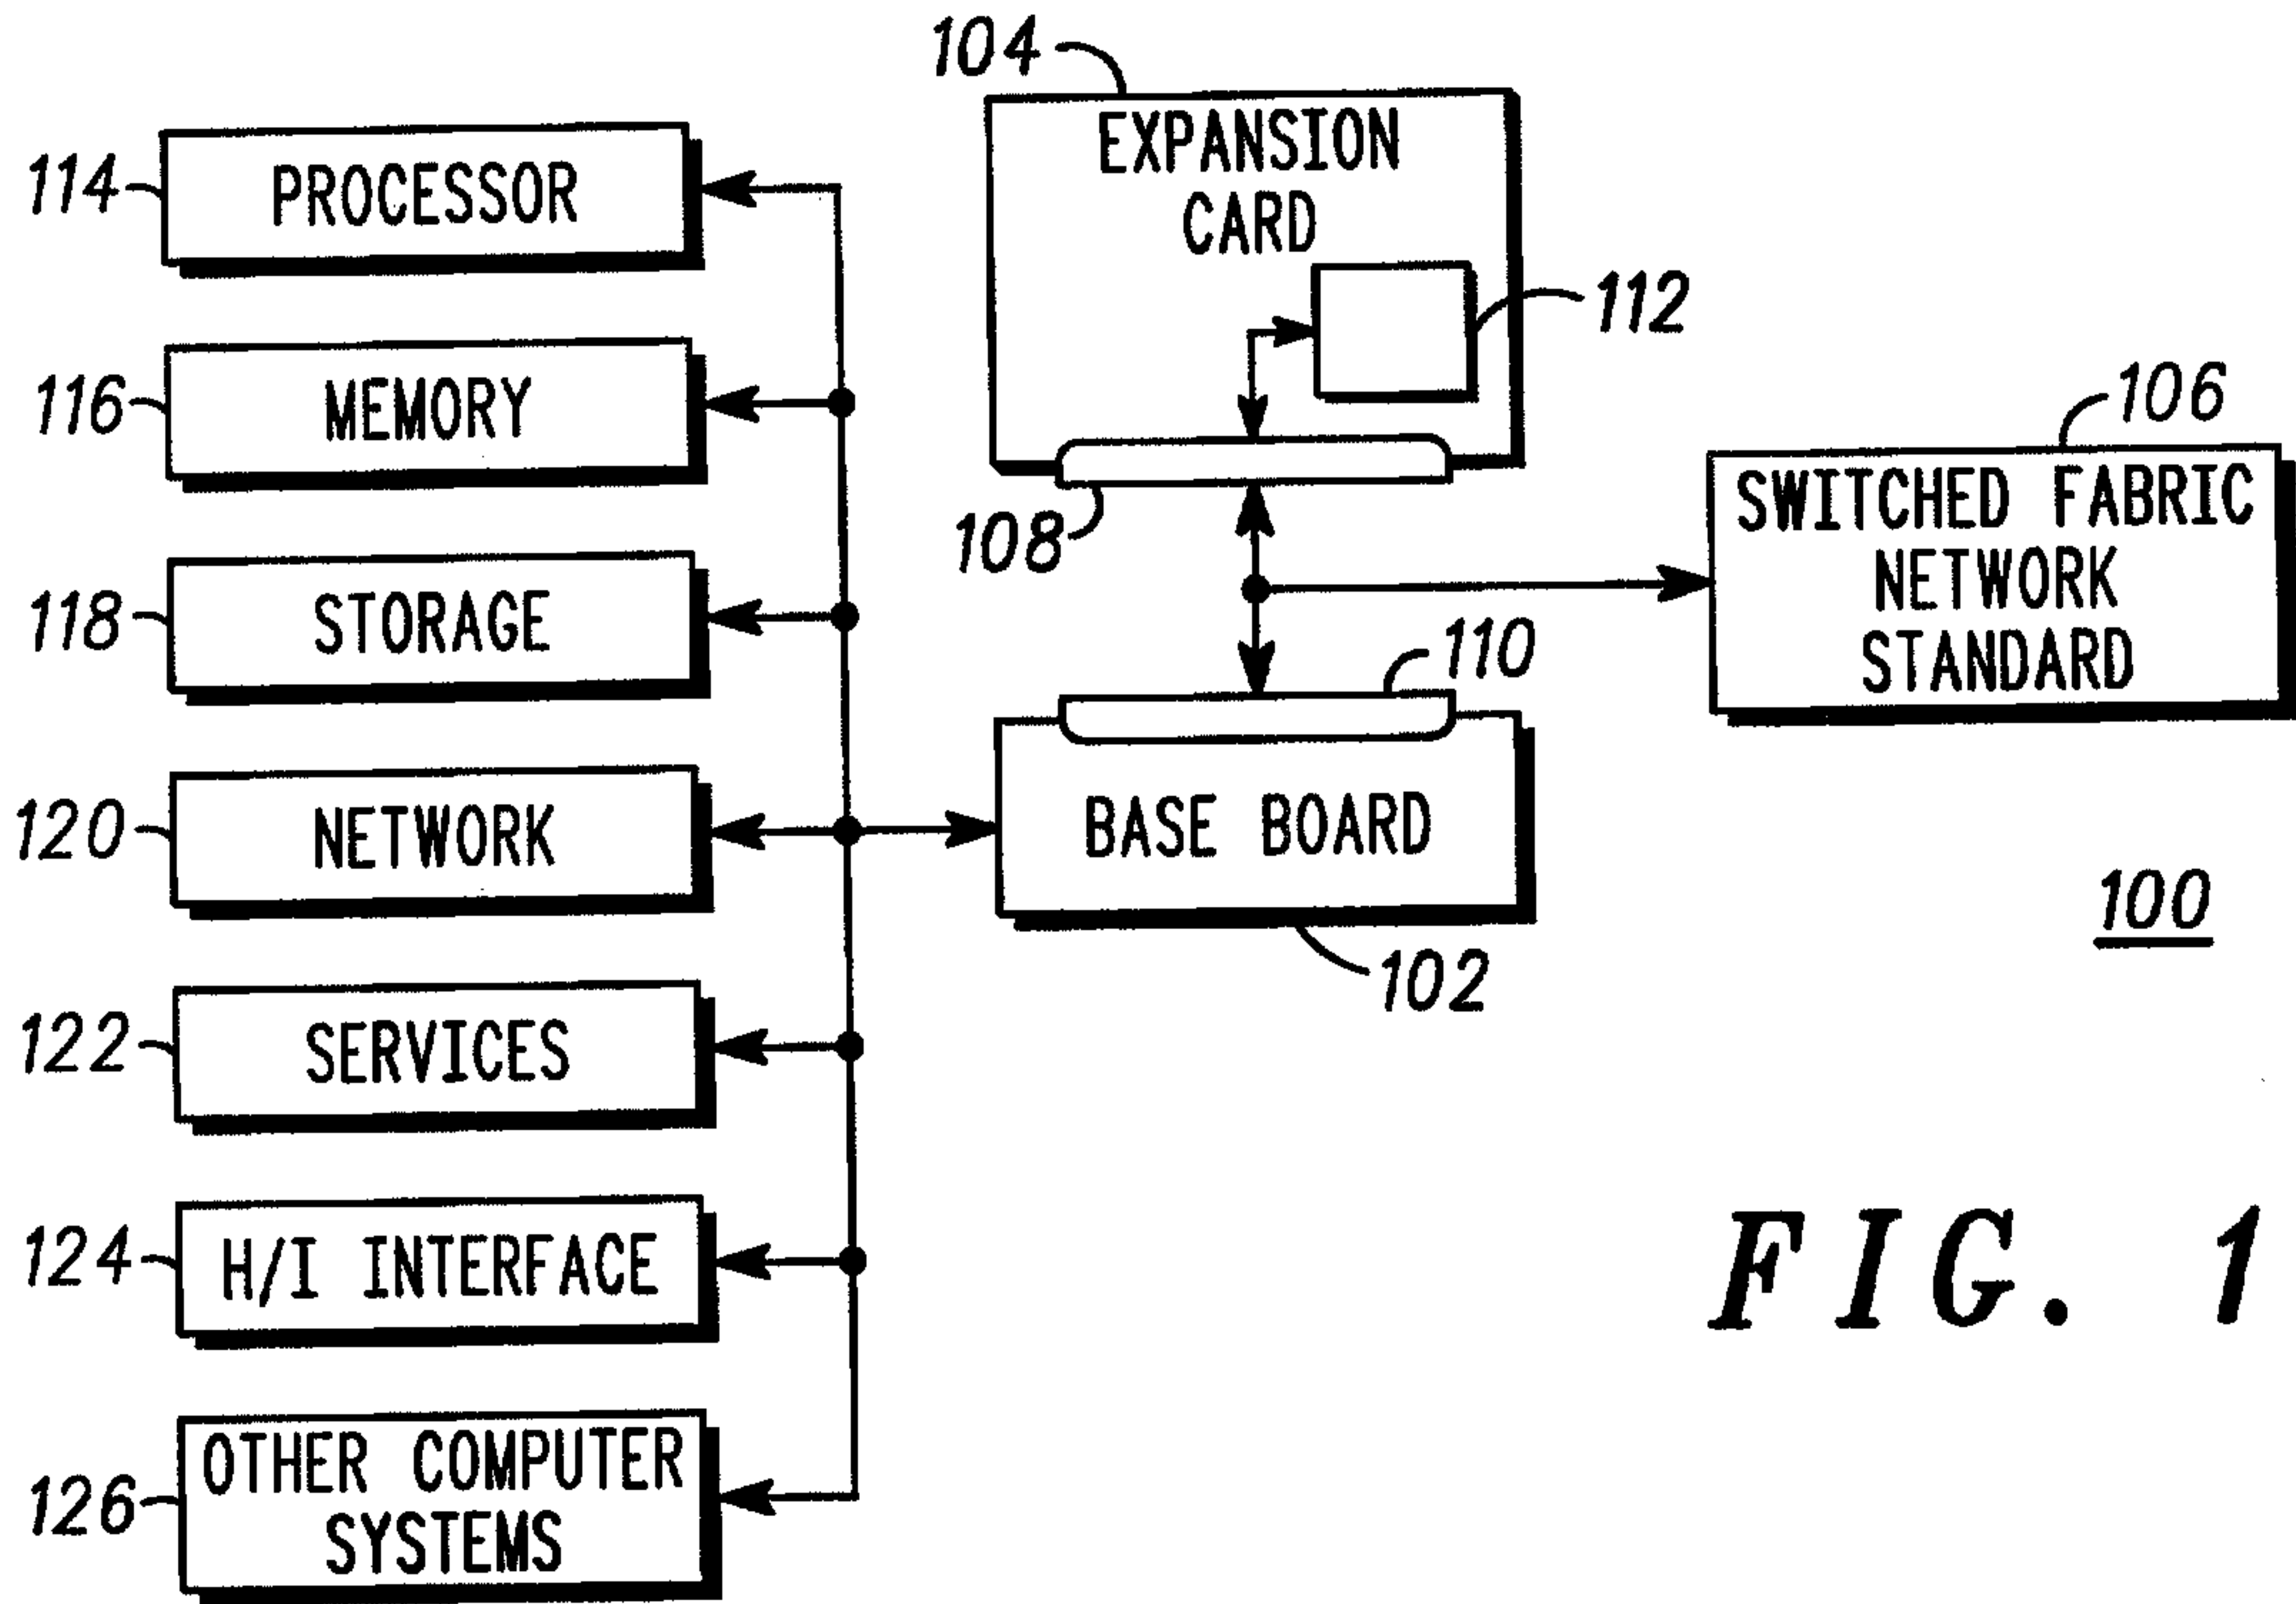 104
EXPANSION
CARD
112
108
114
PROCESSOR
116
MEMORY
118
STORAGE
120
NETWORK
122
SERVICES
124
H/I INTERFACE
126
OTHER COMPUTER
SYSTEMS
110
BASE BOARD
102
106
SWITCHED FABRIC
NETWORK
STANDARD
100
FIG. 1